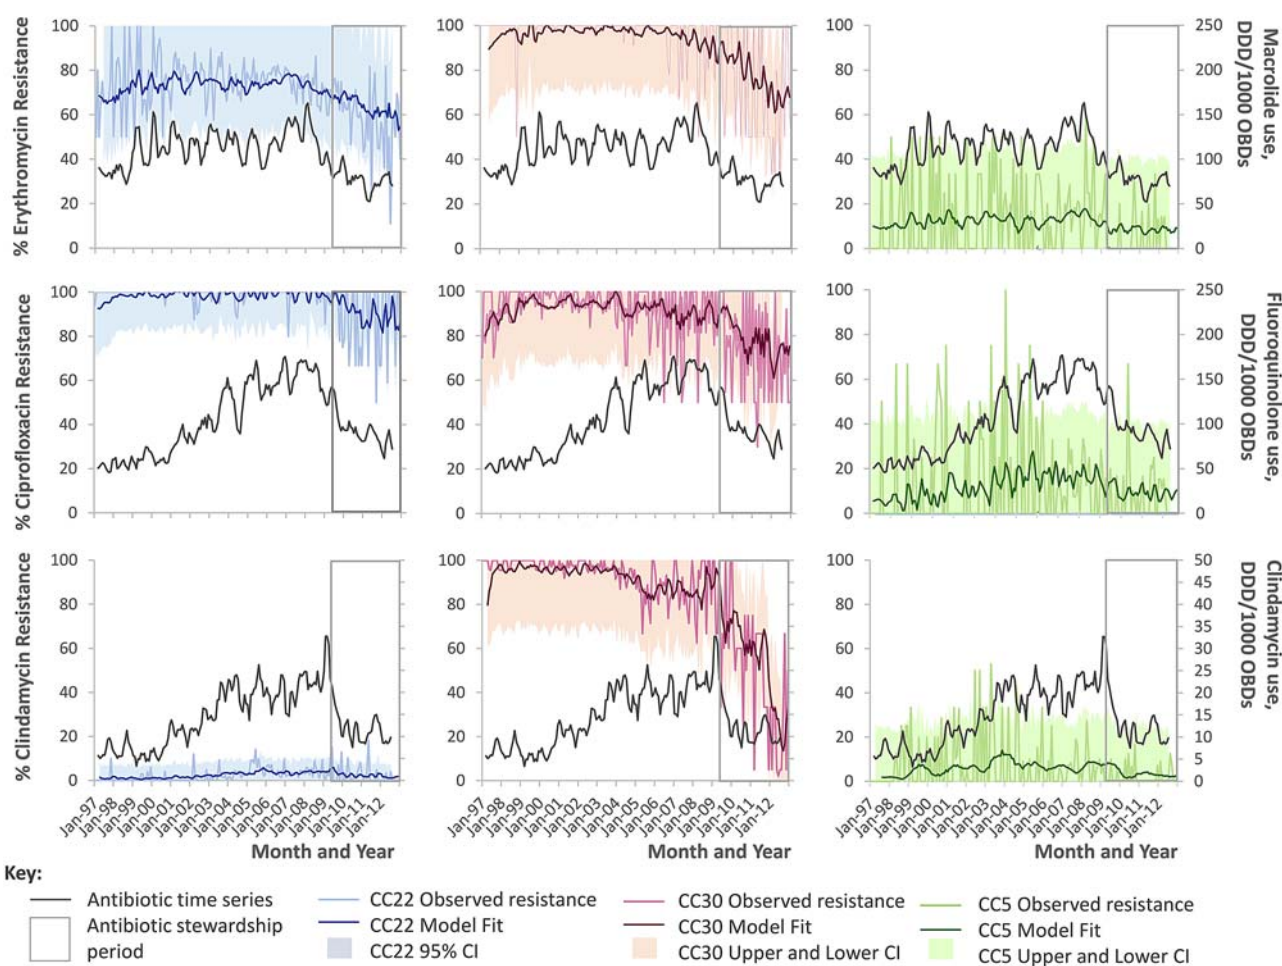 % Erythromycin Resistance
100
80
60
40
20
0
100
80
60
40
20
0
100
80
60
40
20
0
250
200
150
100
50
0
Macrolide use,
DDD/1000 OBDs
% Ciprofloxacin Resistance
100
80
60
40
20
0
100
80
60
40
20
0
100
80
60
40
20
0
250
200
150
100
50
0
Fluoroquinolone use,
DDD/1000 OBDs
% Clindamycin Resistance
100
80
60
40
20
0
100
80
60
40
20
0
100
80
60
40
20
0
50
45
40
35
30
25
20
15
10
5
0
Clindamycin use,
DDD/1000 OBDs
Jan-97
Jan-98
Jan-99
Jan-00
Jan-01
Jan-02
Jan-03
Jan-04
Jan-05
Jan-06
Jan-07
Jan-08
Jan-09
Jan-10
Jan-11
Jan-12
Jan-97
Jan-98
Jan-99
Jan-00
Jan-01
Jan-02
Jan-03
Jan-04
Jan-05
Jan-06
Jan-07
Jan-08
Jan-09
Jan-10
Jan-11
Jan-12
Jan-97
Jan-98
Jan-99
Jan-00
Jan-01
Jan-02
Jan-03
Jan-04
Jan-05
Jan-06
Jan-07
Jan-08
Jan-09
Jan-10
Jan-11
Jan-12
Month and Year
Month and Year
Month and Year
Key:
Antibiotic time series
Antibiotic stewardship
period
CC22 Observed resistance
CC22 Model Fit
CC22 95% CI
CC30 Observed resistance
CC30 Model Fit
CC30 Upper and Lower CI
CC5 Observed resistance
CC5 Model Fit
CC5 Upper and Lower CI